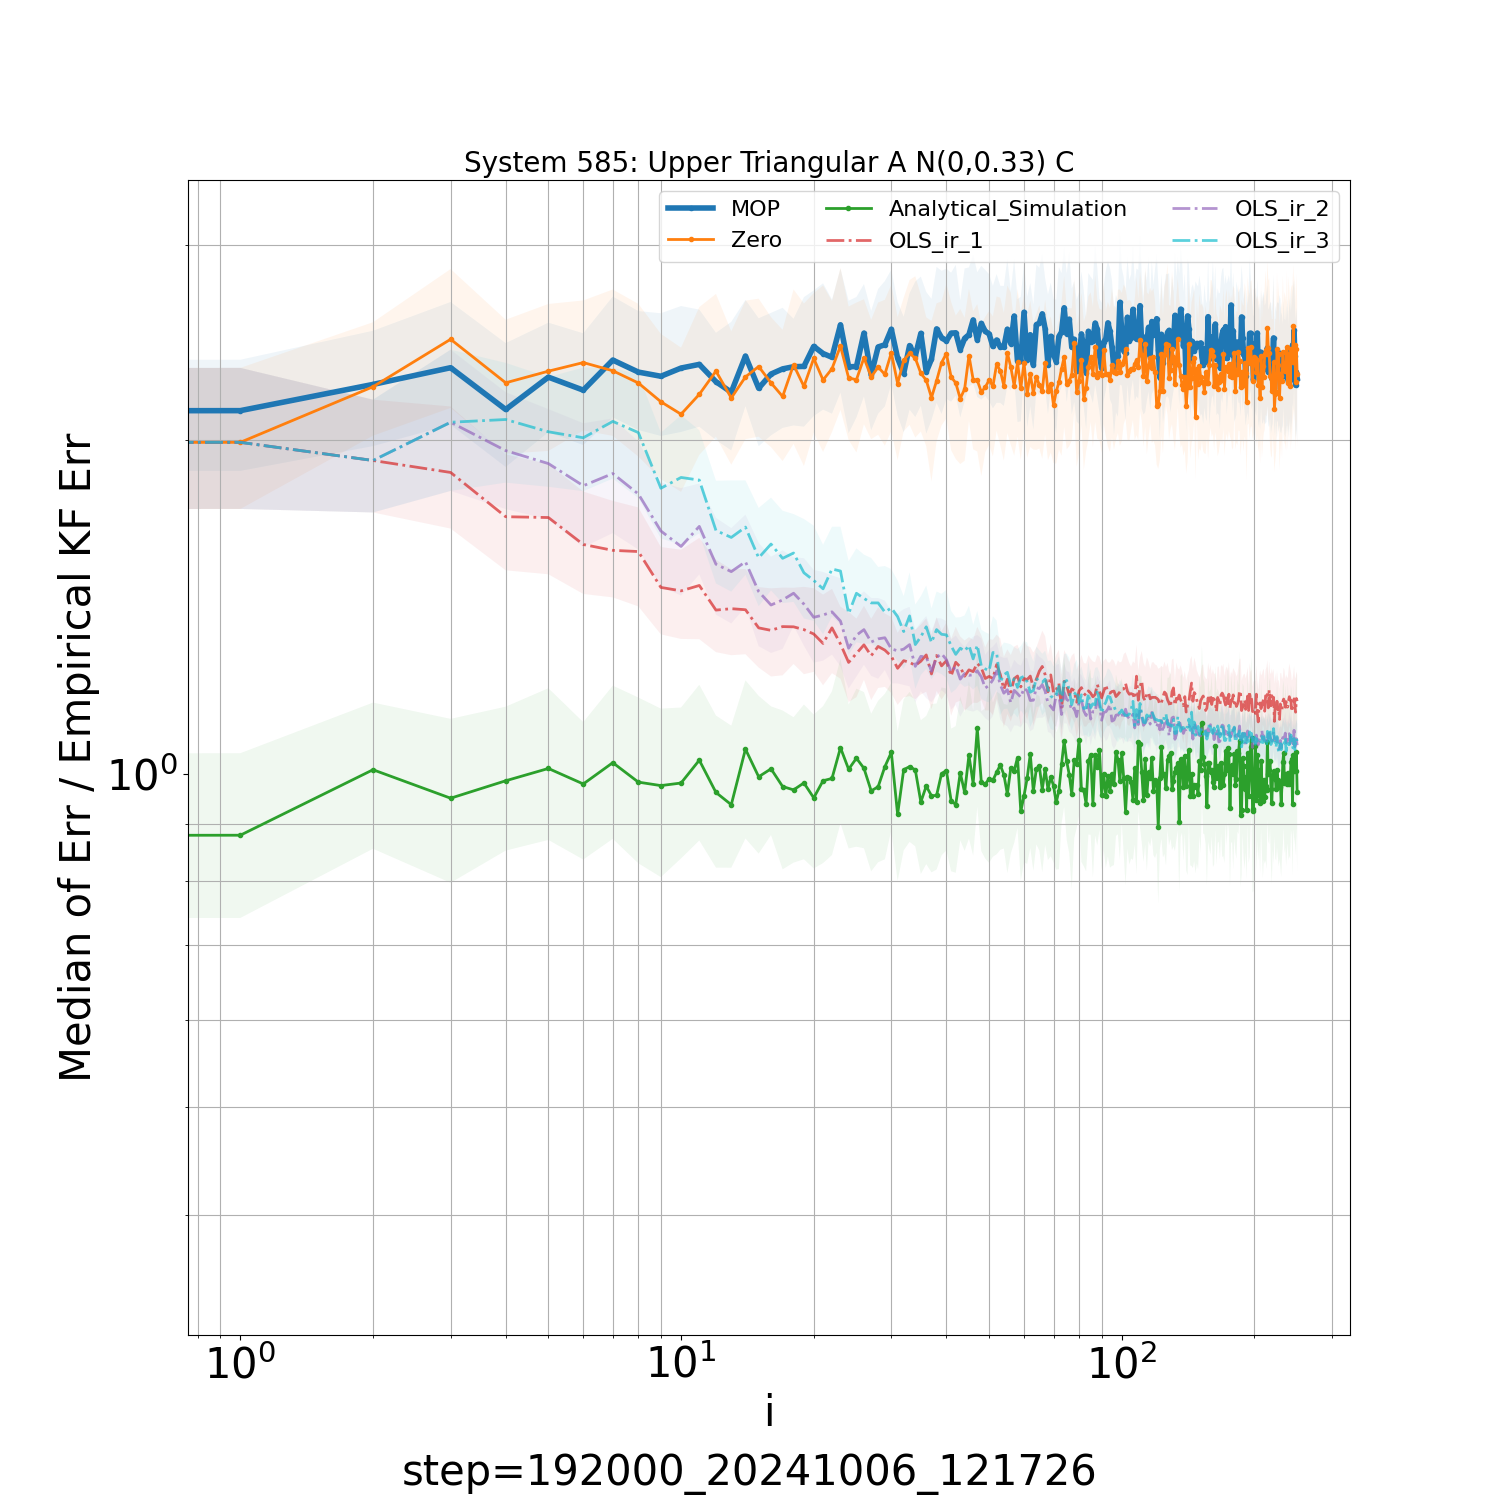 System 585: Upper Triangular A N(0,0.33) C
MOP
Zero
Analytical_Simulation
OLS_ir_1
OLS_ir_2
OLS_ir_3
Median of Err / Empirical KF Err
10⁰
10⁰ 10¹ 10²
i
step=192000_20241006_121726